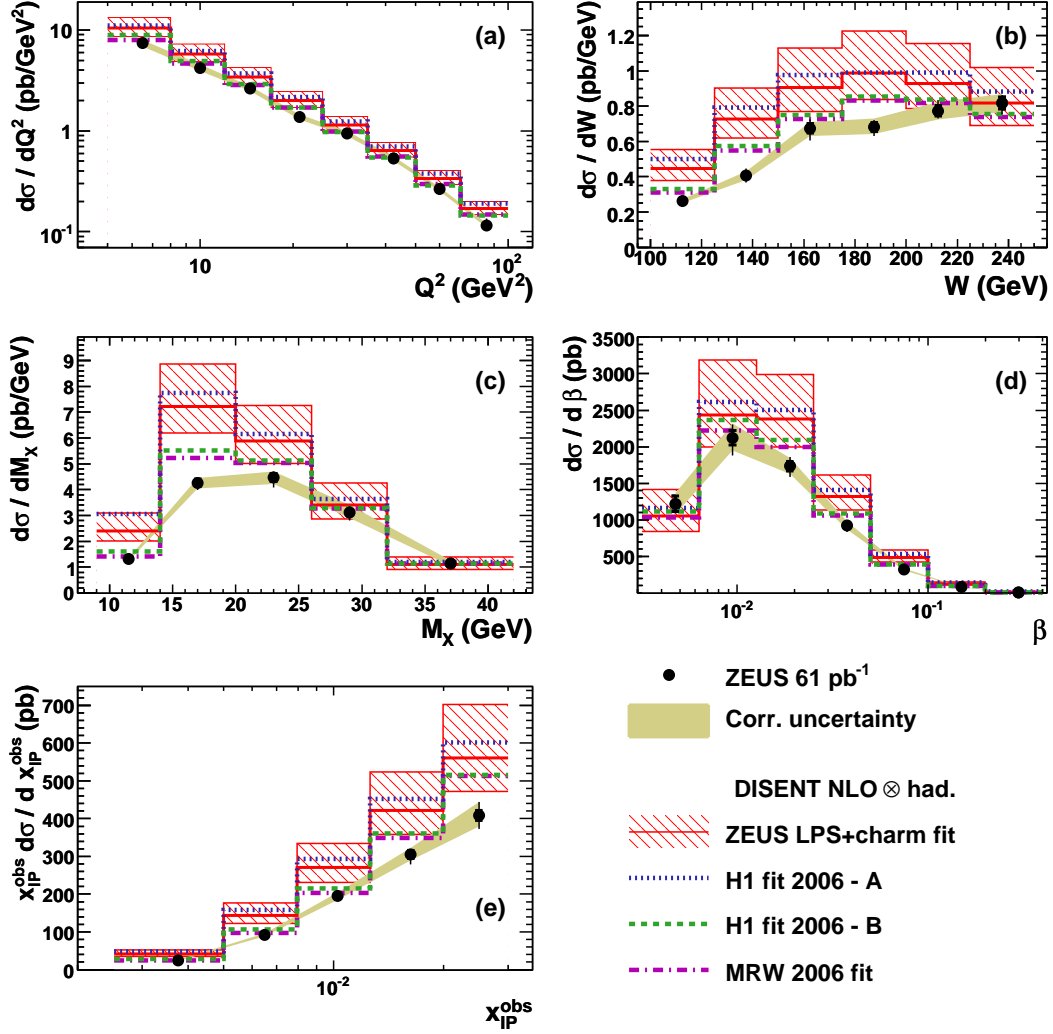 dσ / dQ² (pb/GeV²)
(a)
10
1
10⁻¹
10
10²
Q² (GeV²)
dσ / dW (pb/GeV)
(b)
1.2
1
0.8
0.6
0.4
0.2
0
100 120 140 160 180 200 220 240
W (GeV)
dσ / dM_X (pb/GeV)
(c)
9
8
7
6
5
4
3
2
1
0
10 15 20 25 30 35 40
M_X (GeV)
dσ / d β (pb)
(d)
3500
3000
2500
2000
1500
1000
500
10⁻² 10⁻¹
β
x_IP^obs dσ / d x_IP^obs (pb)
(e)
700
600
500
400
300
200
100
0
10⁻²
x_IP^obs
ZEUS 61 pb⁻¹
Corr. uncertainty
DISENT NLO ⊗ had.
ZEUS LPS+charm fit
H1 fit 2006 - A
H1 fit 2006 - B
MRW 2006 fit